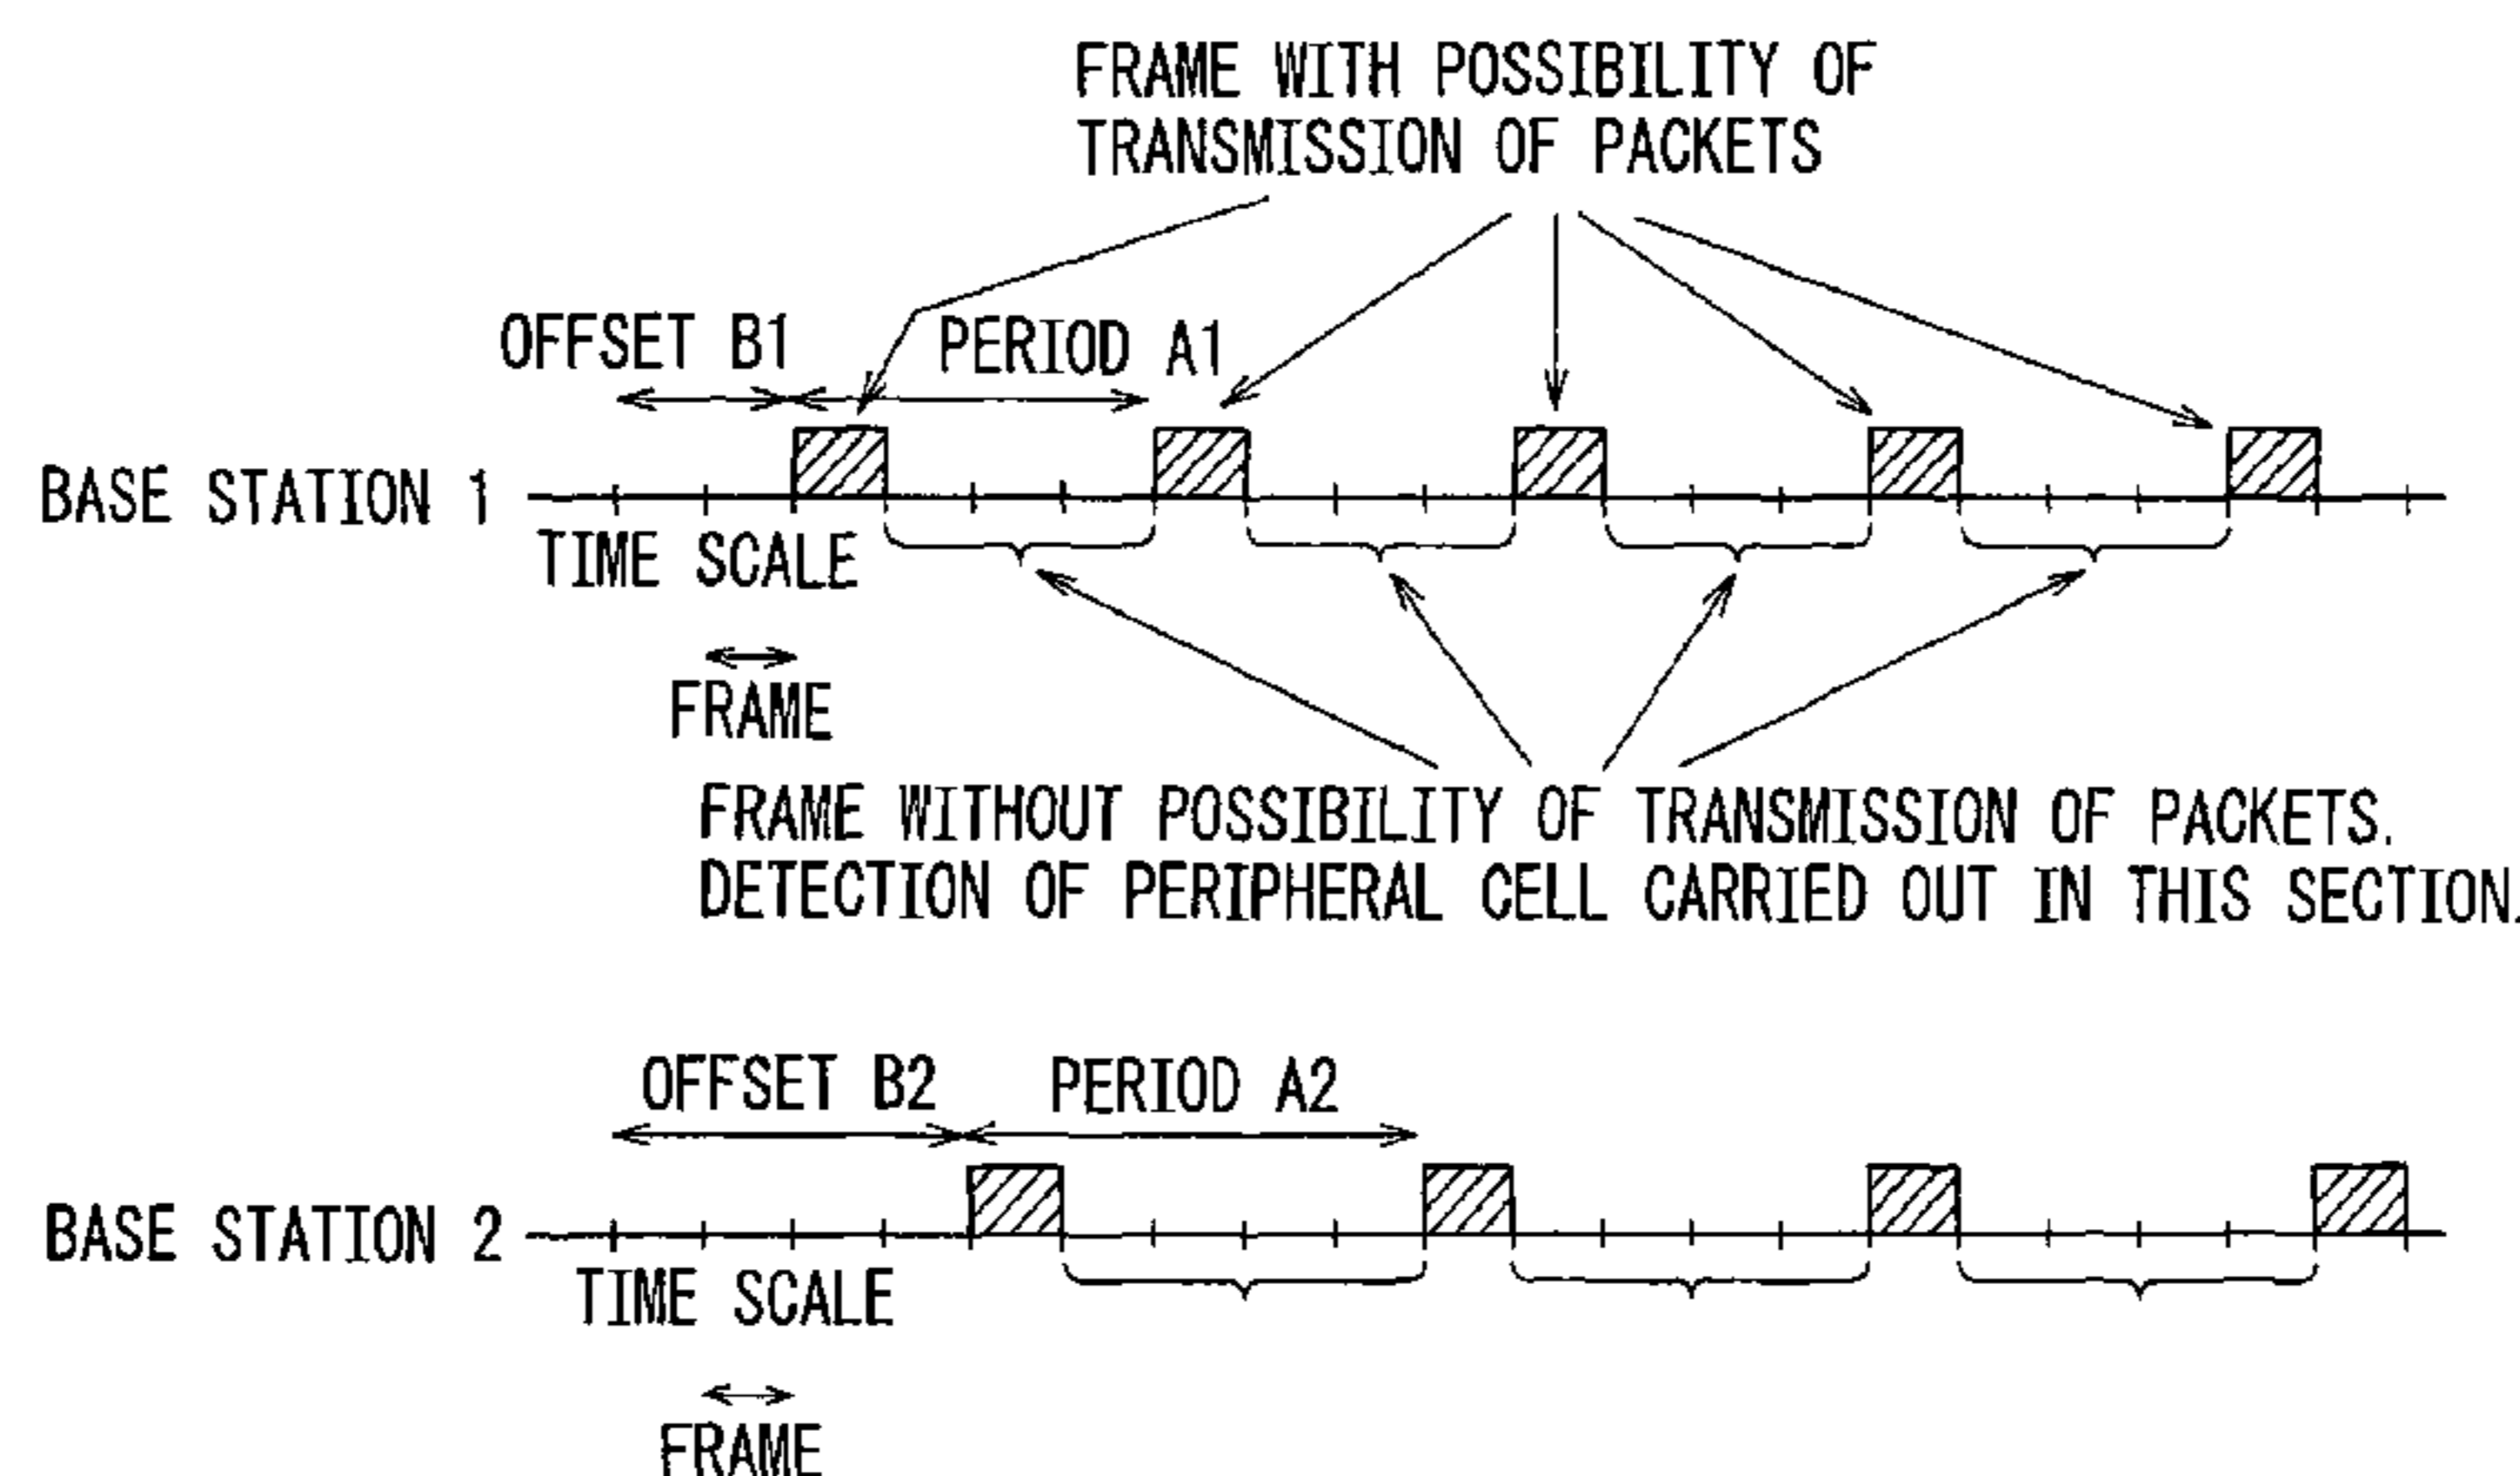 FRAME WITH POSSIBILITY OF
TRANSMISSION OF PACKETS
OFFSET B1
PERIOD A1
BASE STATION 1
TIME SCALE
FRAME
FRAME WITHOUT POSSIBILITY OF TRANSMISSION OF PACKETS.
DETECTION OF PERIPHERAL CELL CARRIED OUT IN THIS SECTION.
OFFSET B2
PERIOD A2
BASE STATION 2
TIME SCALE
FRAME